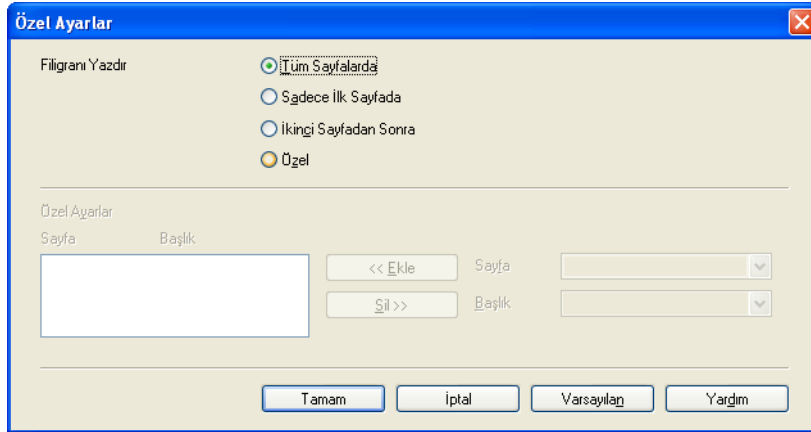 Özel Ayarlar
Filigranı Yazdır
Tüm Sayfalarda
Sadece İlk Sayfada
İkinci Sayfadan Sonra
Özel
Özel Ayarlar
Sayfa Başlık
<< Ekle Sayfa
Sil >> Başlık
Tamam İptal Varsayılan Yardım